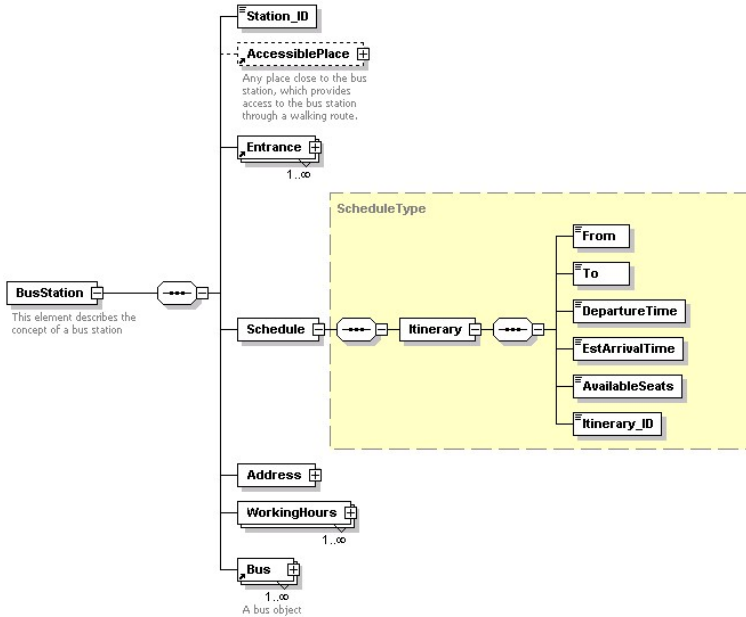 Station_ID
AccessiblePlace
Any place close to the bus
station, which provides
access to the bus station
through a walking route.
Entrance
1..∞
ScheduleType
From
To
DepartureTime
EstArrivalTime
AvailableSeats
Itinerary_ID
BusStation
This element describes the
concept of a bus station
Schedule
Itinerary
Address
WorkingHours
1..∞
Bus
1..∞
A bus object